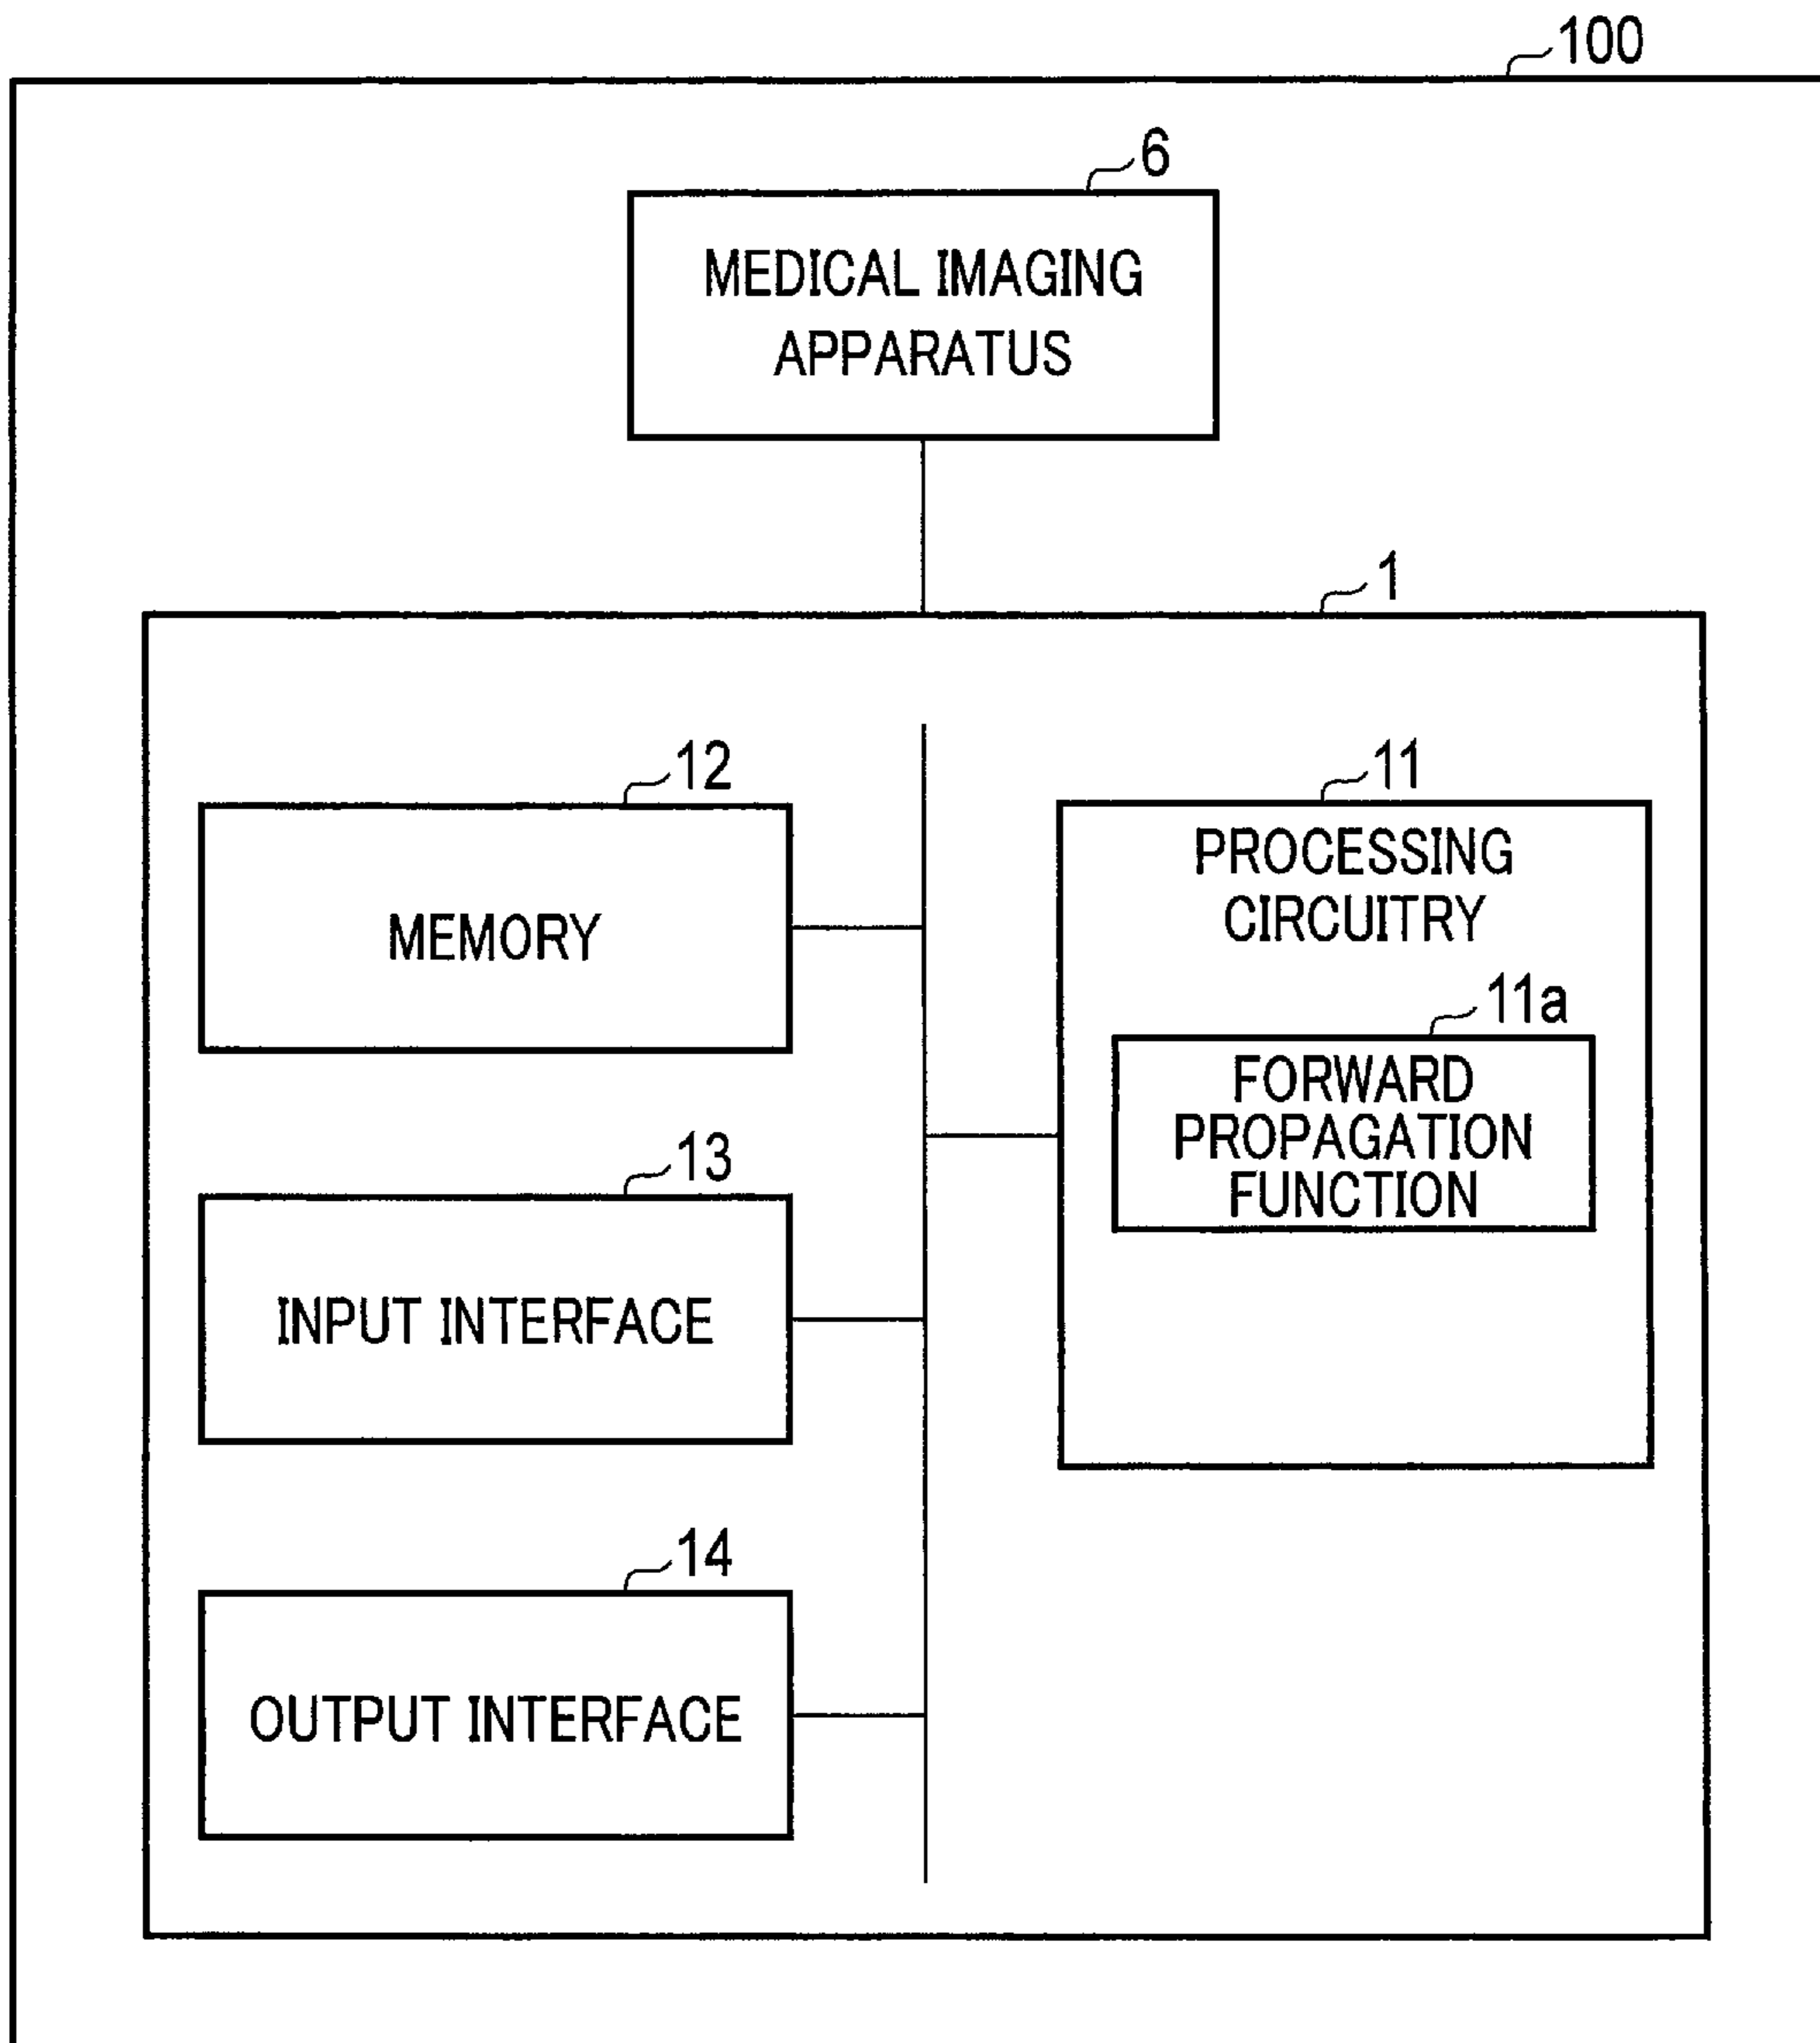 100
6
MEDICAL IMAGING
APPARATUS
1
12
MEMORY
11
PROCESSING
CIRCUITRY
11a
FORWARD
PROPAGATION
FUNCTION
13
INPUT INTERFACE
14
OUTPUT INTERFACE